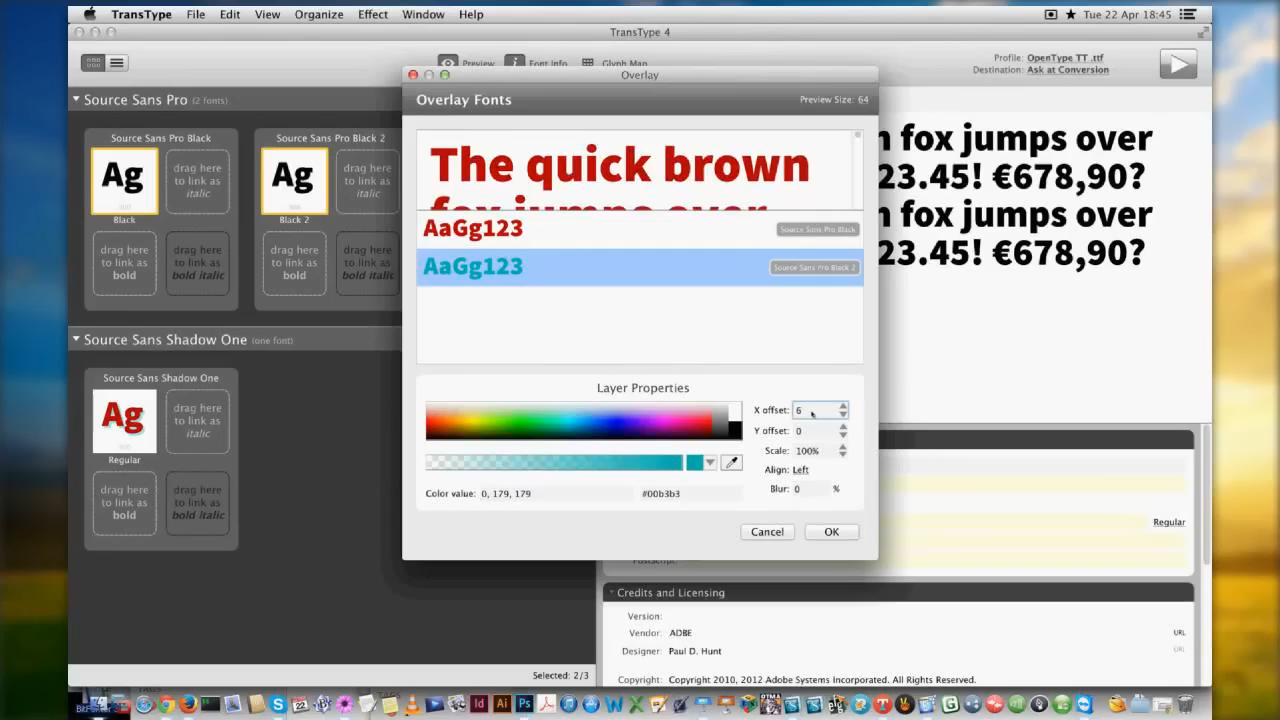 TransType File Edit View Organize Effect Window Help
Tue 22 Apr 18:45
TransType 4
Preview Font Info Glyph Map
Profile: OpenType TT .ttf
Destination: Ask at Conversion
Overlay
Overlay Fonts
Preview Size: 64
Source Sans Pro (2 fonts)
Source Sans Pro Black
Ag
drag here
to link as
italic
Black
drag here
to link as
bold
drag here
to link as
bold italic
Source Sans Pro Black 2
Ag
drag here
to link as
italic
Black 2
drag here
to link as
bold
drag here
to link as
bold italic
Source Sans Shadow One (one font)
Source Sans Shadow One
Ag
drag here
to link as
italic
Regular
drag here
to link as
bold
drag here
to link as
bold italic
The quick brown
fox jumps over
AaGg123
Source Sans Pro Black
AaGg123
Source Sans Pro Black 2
Layer Properties
X offset: 6
Y offset: 0
Scale: 100%
Align: Left
Blur: 0 %
Color value: 0, 179, 179 #00b3b3
Cancel OK
n fox jumps over
23.45! €678,90?
n fox jumps over
23.45! €678,90?
Regular
PostScript:
Credits and Licensing
Version:
Vendor: ADBE URL
Designer: Paul D. Hunt URL
Copyright: Copyright 2010, 2012 Adobe Systems Incorporated. All Rights Reserved.
Selected: 2/3